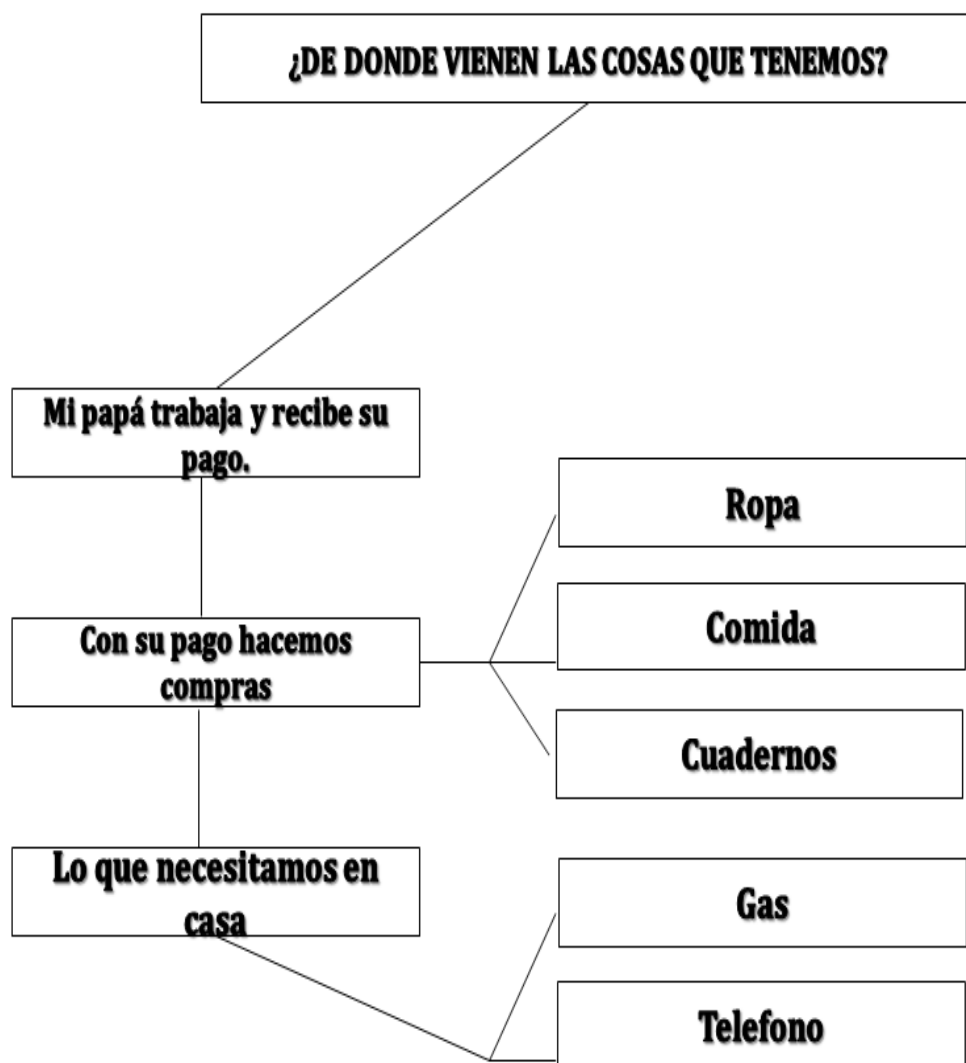 ¿DE DONDE VIENEN LAS COSAS QUE TENEMOS?
Mi papá trabaja y recibe su
pago.
Ropa
Con su pago hacemos
compras
Comida
Cuadernos
Lo que necesitamos en
casa
Gas
Telefono